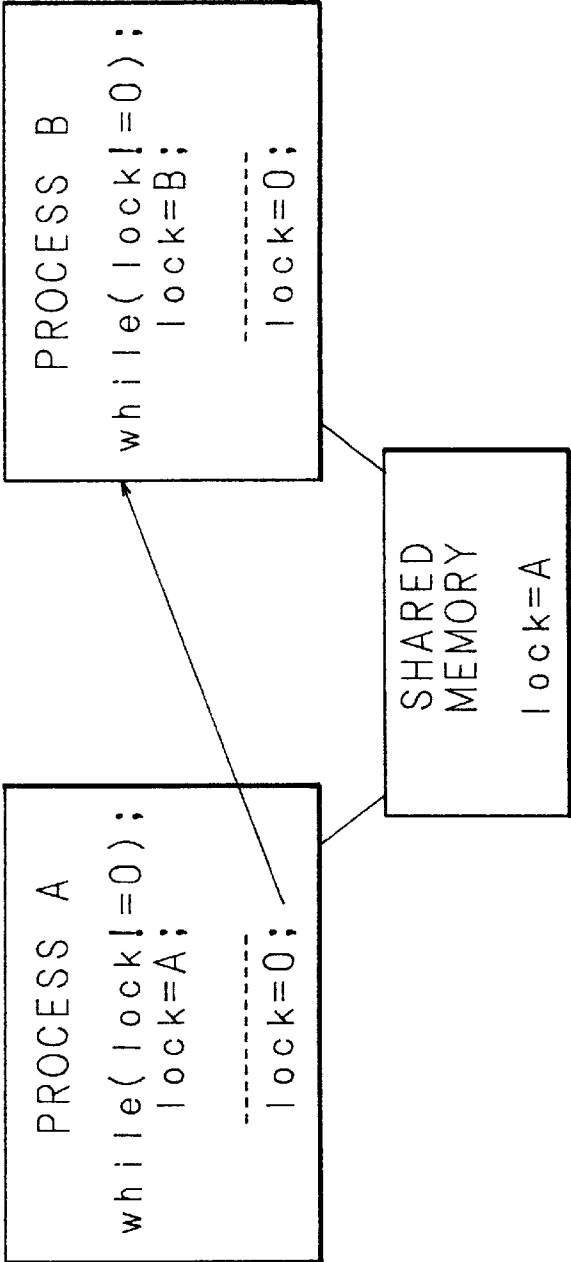 PROCESS A
while(lock!=0);
lock=A;
lock=0;
PROCESS B
while(lock!=0);
lock=B;
lock=0;
SHARED
MEMORY
lock=A